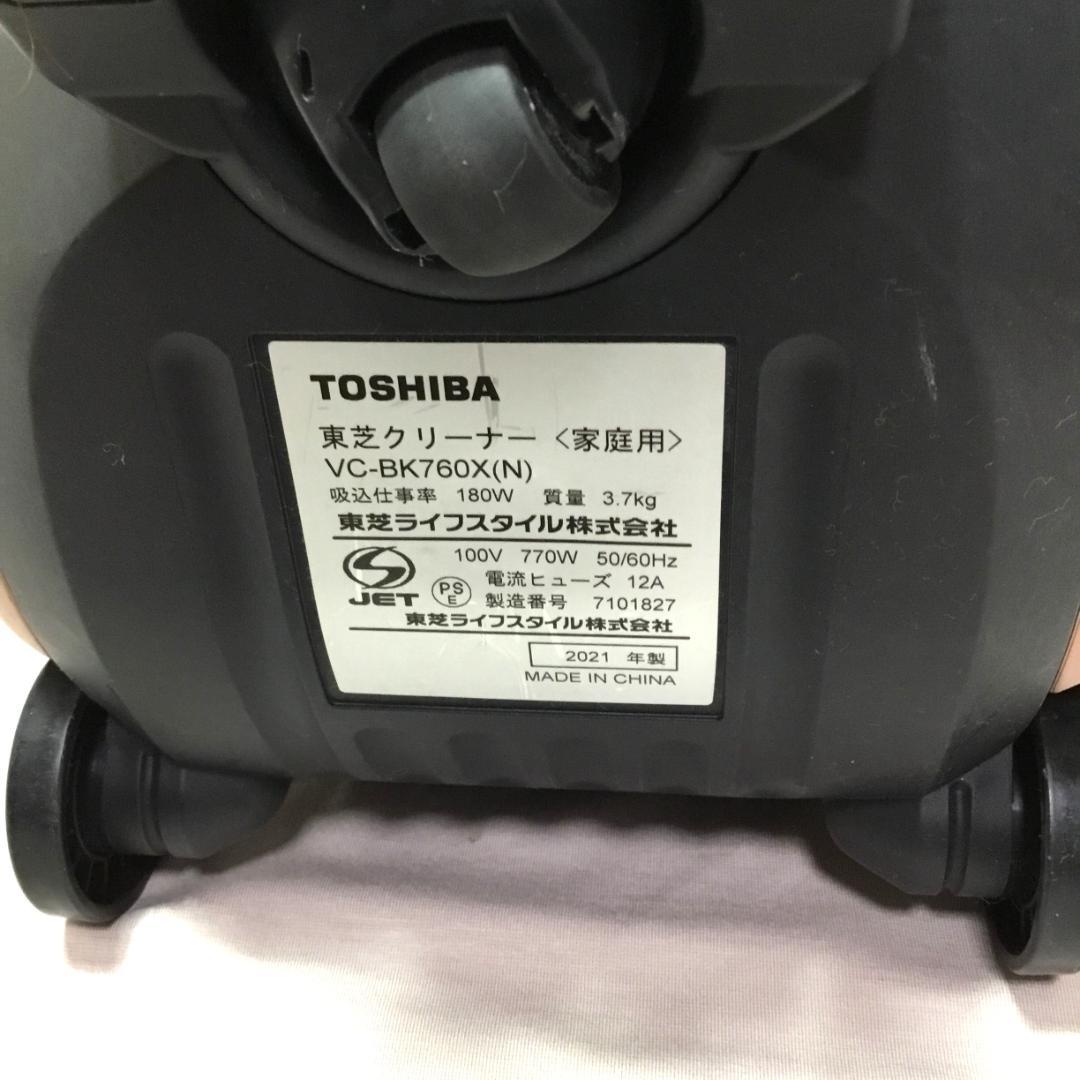 TOSHIBA
東芝クリーナー〈家庭用〉
VC-BK760X(N)
吸込仕事率 180W 質量 3.7kg
東芝ライフスタイル株式会社
100V 770W 50/60Hz
電流ヒューズ 12A
JET PS E 製造番号 7101827
東芝ライフスタイル株式会社
2021 年製
MADE IN CHINA